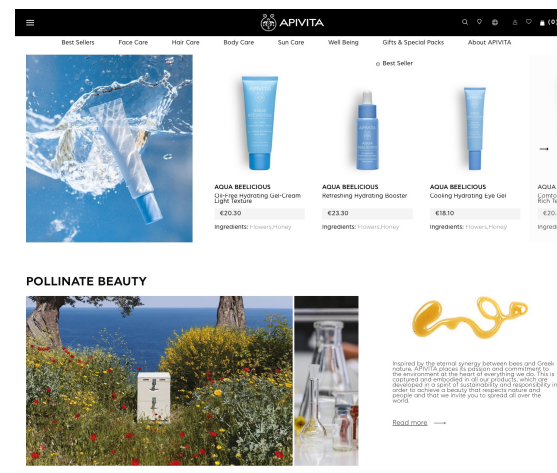 APIVITA
(0)
Best Sellers Face Care Hair Care Body Care Sun Care Well Being Gifts & Special Packs About APIVITA
Best Seller
AQUA BEELICIOUS
Oil-Free Hydrating Gel-Cream
Light Texture
€20.30
Ingredients: Flowers,Honey
AQUA BEELICIOUS
Refreshing Hydrating Booster
€23.30
Ingredients: Flowers,Honey
AQUA BEELICIOUS
Cooling Hydrating Eye Gel
€18.10
Ingredients: Flowers,Honey
AQUA
Comfo
Rich Te
€20.
Ingredi
POLLINATE BEAUTY
Inspired by the eternal synergy between bees and Greek
nature, APIVITA places its passion and commitment to
the environment at the heart of everything we do. This is
captured and embodied in all our products, which are
developed in a spirit of sustainability and responsibility in
order to achieve a beauty that respects nature and
people and that we invite you to spread all over the
world.
Read more